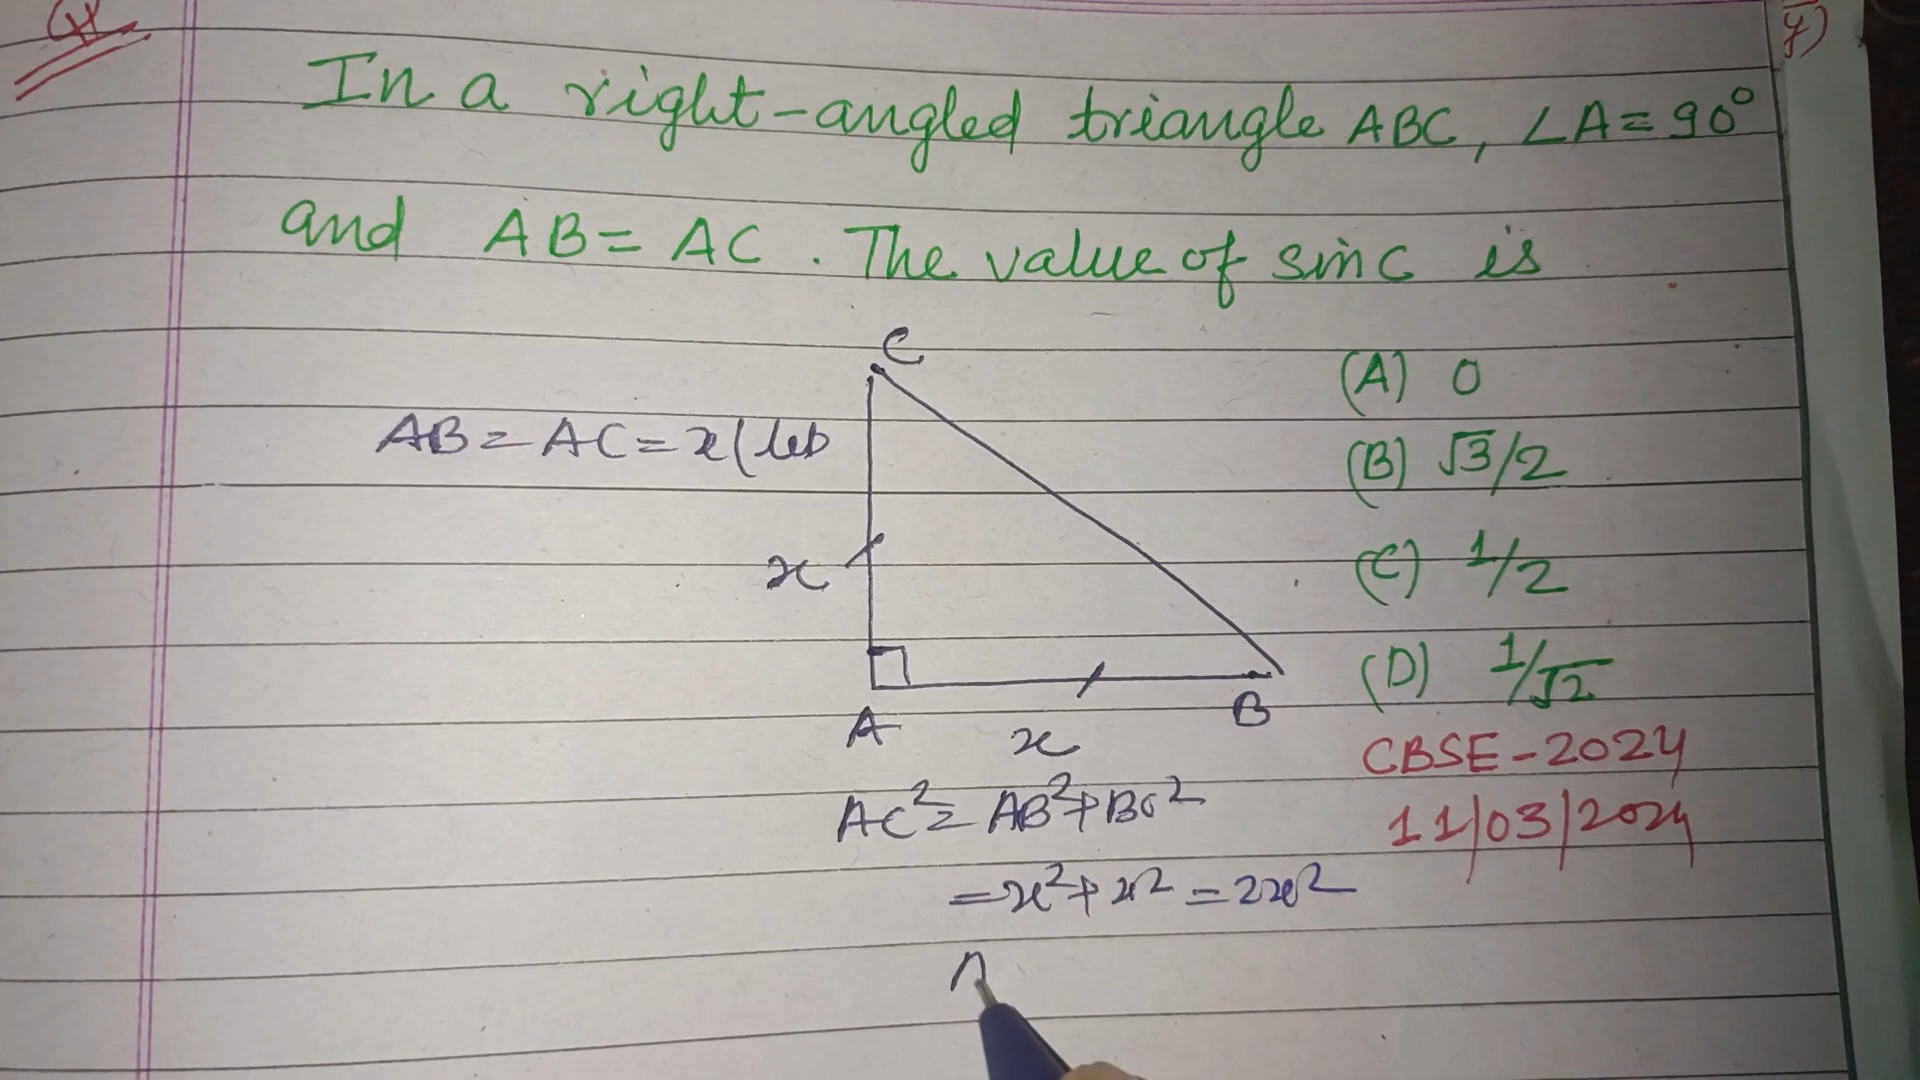 In a right-angled triangle ABC, ∠A = 90°
and AB = AC . The value of sin C is
C
(A) 0
AB = AC = x (let
(B) √3/2
(C) 1/2
x
(D) 1/√2
A
B
x
CBSE - 2024
AC² = AB² + BC²
11/03/2024
= x² + x² = 2x²